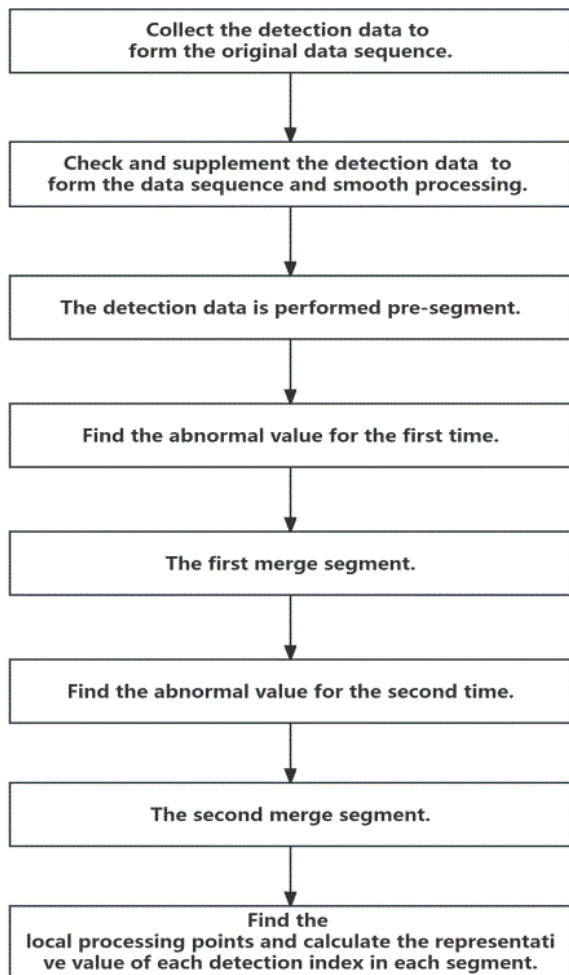 Collect the detection data to
form the original data sequence.
Check and supplement the detection data to
form the data sequence and smooth processing.
The detection data is performed pre-segment.
Find the abnormal value for the first time.
The first merge segment.
Find the abnormal value for the second time.
The second merge segment.
Find the
local processing points and calculate the representati
ve value of each detection index in each segment.